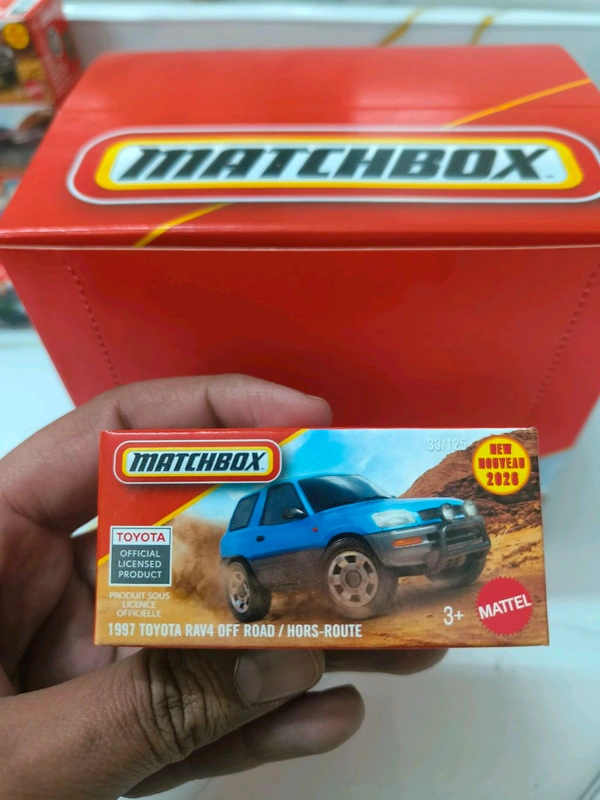 MATCHBOX
MATCHBOX
33/125
NEW
NOUVEAU
2026
TOYOTA
OFFICIAL
LICENSED
PRODUCT
PRODUIT SOUS
LICENCE
OFFICIELLE
1997 TOYOTA RAV4 OFF ROAD / HORS-ROUTE
3+
MATTEL